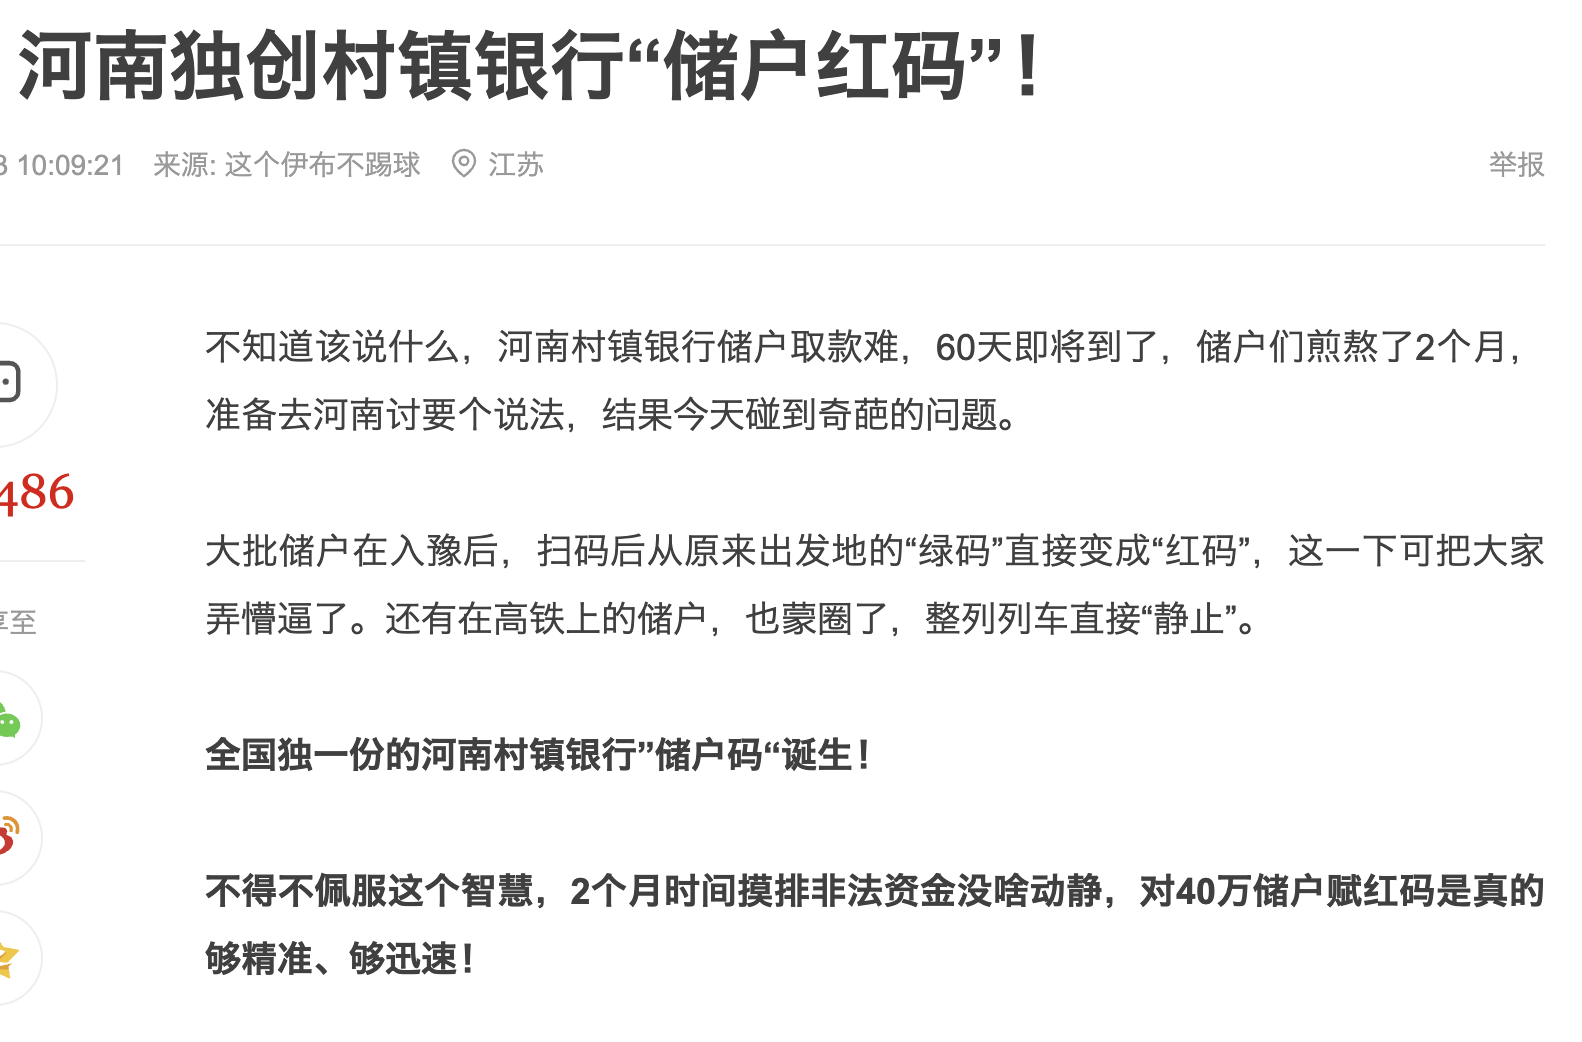 河南独创村镇银行“储户红码”！
10:09:21 来源: 这个伊布不踢球 江苏 举报
486
至
不知道该说什么，河南村镇银行储户取款难，60天即将到了，储户们煎熬了2个月，
准备去河南讨要个说法，结果今天碰到奇葩的问题。
大批储户在入豫后，扫码后从原来出发地的“绿码”直接变成“红码”，这一下可把大家
弄懵逼了。还有在高铁上的储户，也蒙圈了，整列列车直接“静止”。
全国独一份的河南村镇银行”储户码“诞生！
不得不佩服这个智慧，2个月时间摸排非法资金没啥动静，对40万储户赋红码是真的
够精准、够迅速！